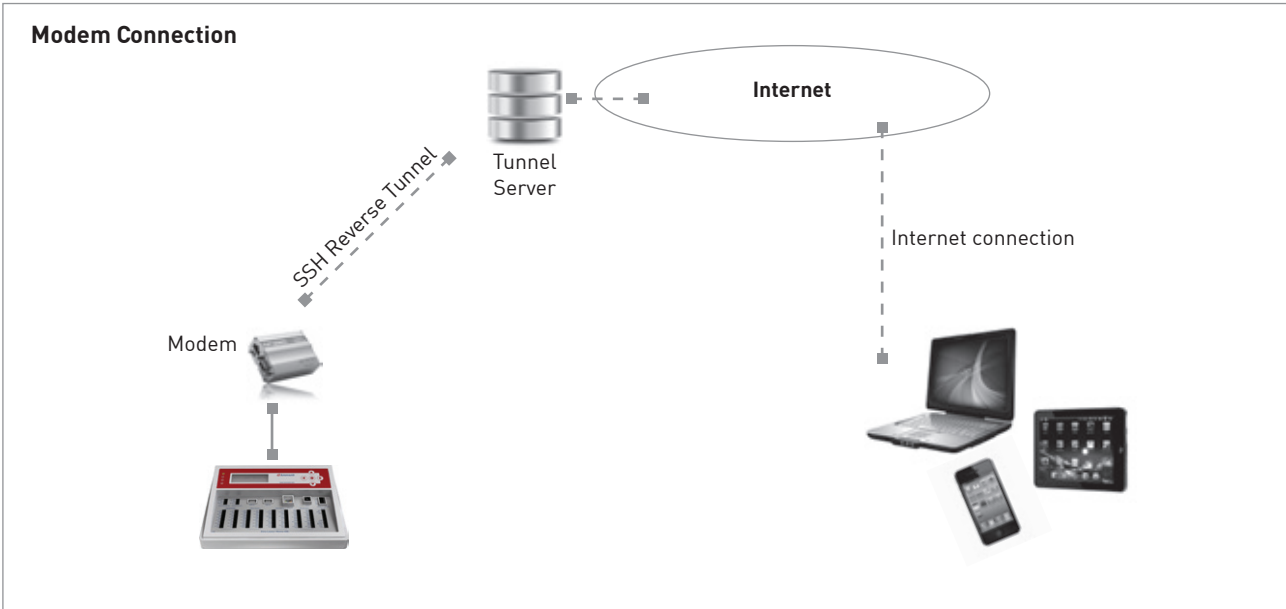 Modem Connection
Internet
Tunnel
Server
SSH Reverse Tunnel
Internet connection
Modem